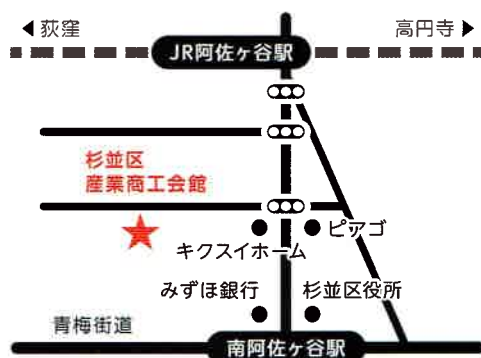 ◀荻窪
高円寺▶
JR阿佐ヶ谷駅
杉並区
産業商工会館
ピアゴ
キクスイホーム
みずほ銀行
杉並区役所
青梅街道
南阿佐ヶ谷駅